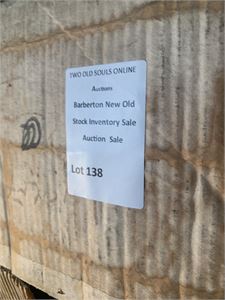 TWO OLD SOULS ONLINE
Auctions
Barberton New Old
Stock Inventory Sale
Auction Sale
Lot 138